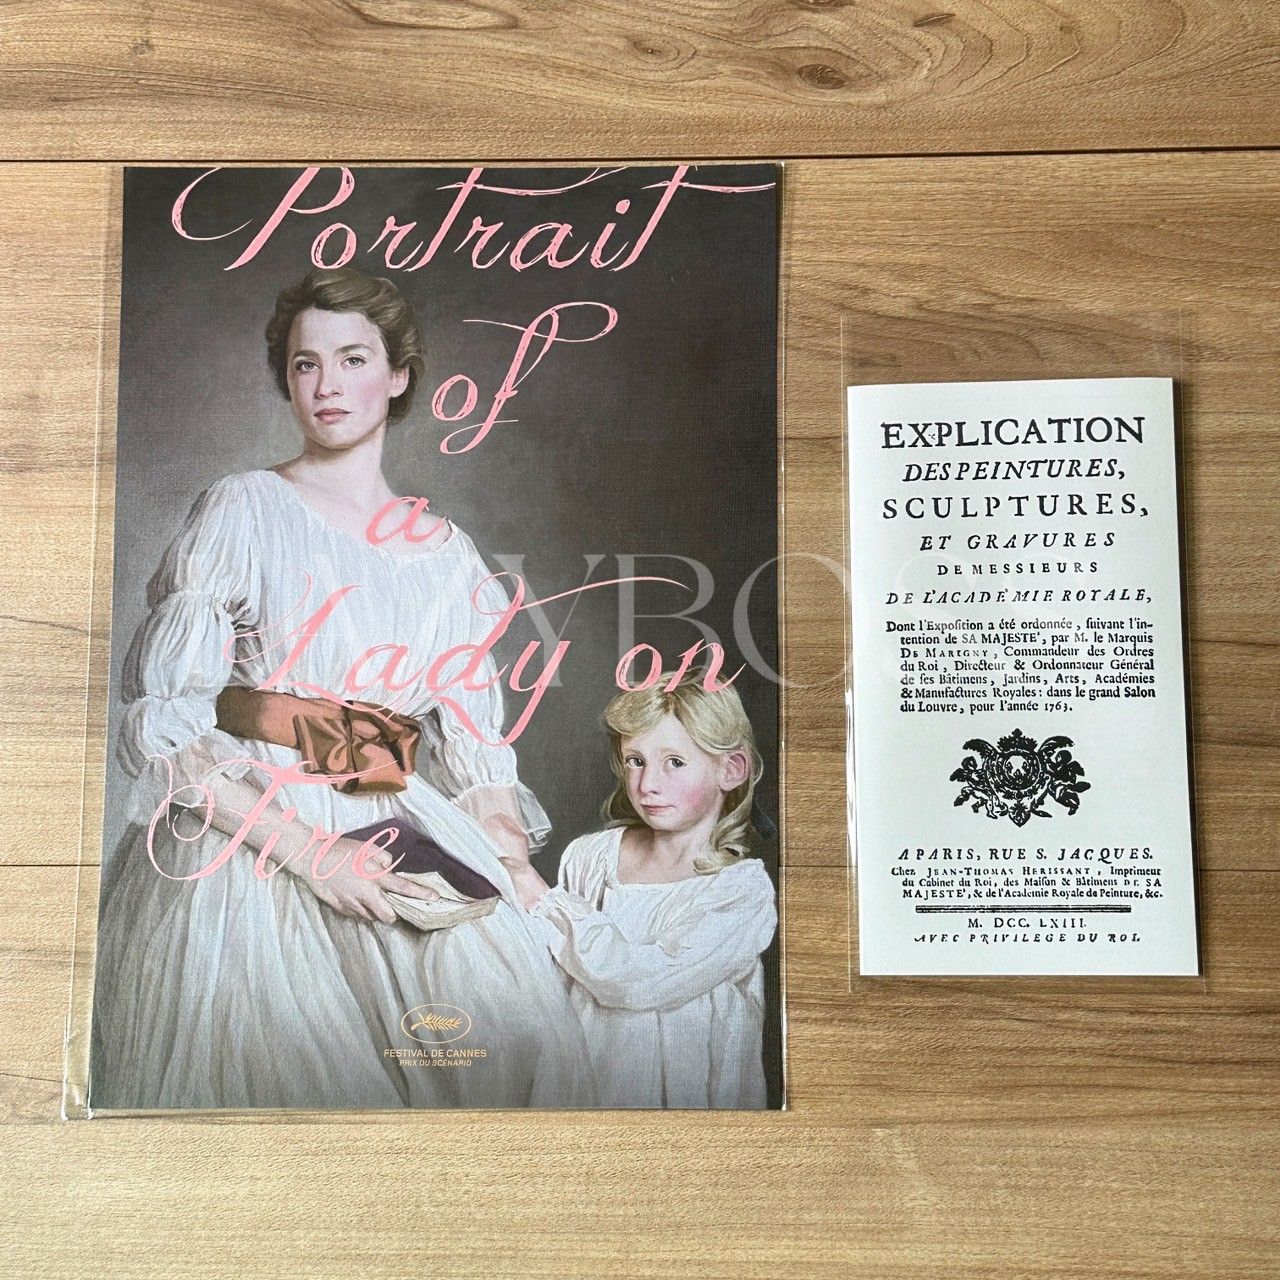 Portrait
of
a
Lady on
Fire
FESTIVAL DE CANNES
PRIX DU SCÉNARIO
EXPLICATION
DES PEINTURES,
SCULPTURES,
ET GRAVURES
DE MESSIEURS
DE L'ACADÉMIE ROYALE,
Dont l'Expoſition a été ordonnée, ſuivant l'in-
tention de SA MAJESTÉ, par M. le Marquis
DE MARIGNY, Commandeur des Ordres
du Roi, Directeur & Ordonnateur Général
de ſes Bâtimens, Jardins, Arts, Académies
& Manufactures Royales: dans le grand Salon
du Louvre, pour l'année 1763.
A PARIS, RUE S. JACQUES.
Chez JEAN-THOMAS HERISSANT, Imprimeur
du Cabinet du Roi, des Maiſon & Bâtimens DE SA
MAJESTÉ, & de l'Académie Royale de Peinture, &c.
M. DCC. LXIII.
AVEC PRIVILEGE DU ROI.